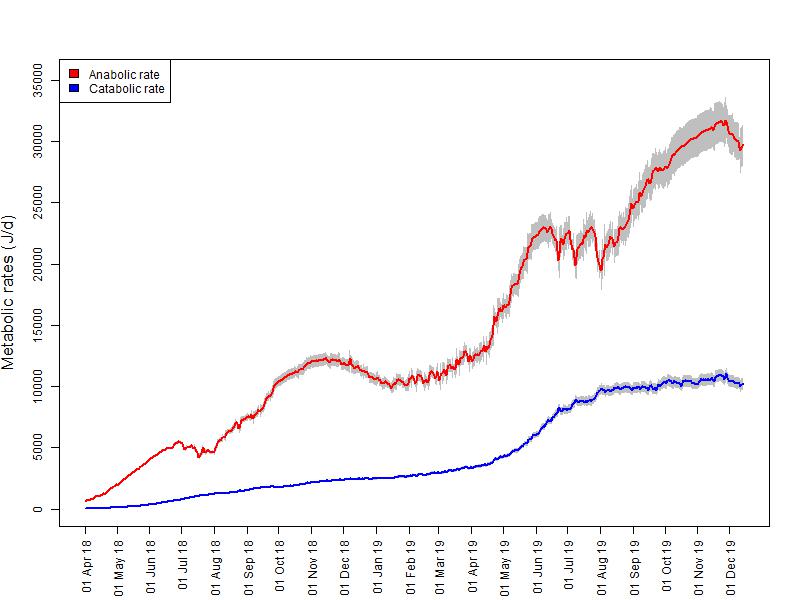 Anabolic rate
Catabolic rate
Metabolic rates (J/d)
35000
30000
25000
20000
15000
10000
5000
0
01 Apr 18
01 May 18
01 Jun 18
01 Jul 18
01 Aug 18
01 Sep 18
01 Oct 18
01 Nov 18
01 Dec 18
01 Jan 19
01 Feb 19
01 Mar 19
01 Apr 19
01 May 19
01 Jun 19
01 Jul 19
01 Aug 19
01 Sep 19
01 Oct 19
01 Nov 19
01 Dec 19